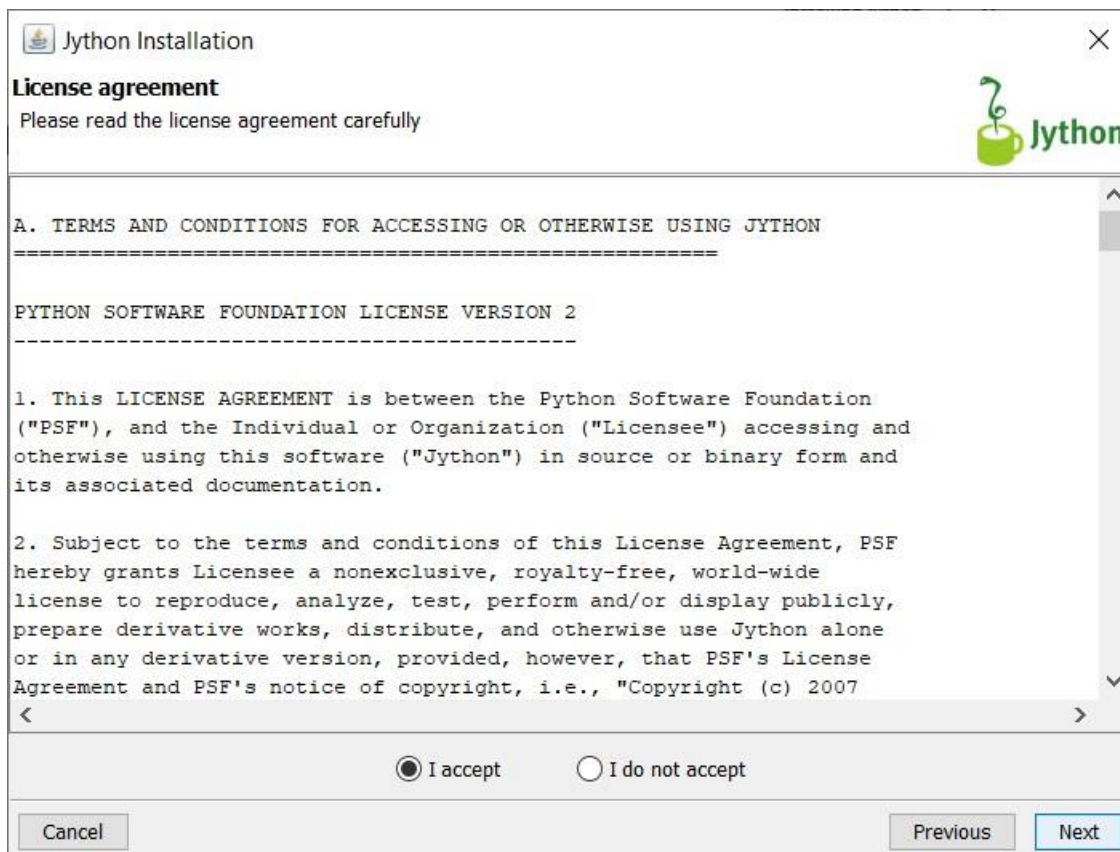 Jython Installation
License agreement
Please read the license agreement carefully
Jython
A. TERMS AND CONDITIONS FOR ACCESSING OR OTHERWISE USING JYTHON
=======================================================
PYTHON SOFTWARE FOUNDATION LICENSE VERSION 2
--------------------------------------------
1. This LICENSE AGREEMENT is between the Python Software Foundation
("PSF"), and the Individual or Organization ("Licensee") accessing and
otherwise using this software ("Jython") in source or binary form and
its associated documentation.
2. Subject to the terms and conditions of this License Agreement, PSF
hereby grants Licensee a nonexclusive, royalty-free, world-wide
license to reproduce, analyze, test, perform and/or display publicly,
prepare derivative works, distribute, and otherwise use Jython alone
or in any derivative version, provided, however, that PSF's License
Agreement and PSF's notice of copyright, i.e., "Copyright (c) 2007
I accept I do not accept
Cancel Previous Next